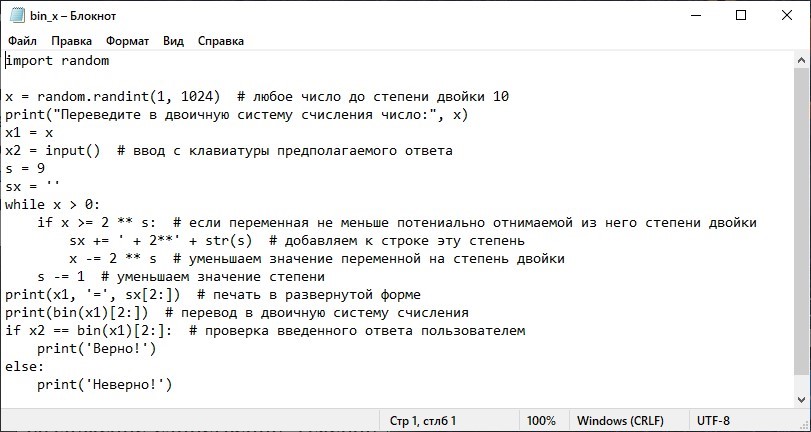 bin_x – Блокнот
Файл Правка Формат Вид Справка
import random

x = random.randint(1, 1024)  # любое число до степени двойки 10
print("Переведите в двоичную систему счисления число:", x)
x1 = x
x2 = input()  # ввод с клавиатуры предполагаемого ответа
s = 9
sx = ''
while x > 0:
    if x >= 2 ** s:  # если переменная не меньше потениально отнимаемой из него степени двойки
        sx += ' + 2**' + str(s)  # добавляем к строке эту степень
        x -= 2 ** s  # уменьшаем значение переменной на степень двойки
    s -= 1  # уменьшаем значение степени
print(x1, '=', sx[2:])  # печать в развернутой форме
print(bin(x1)[2:])  # перевод в двоичную систему счисления
if x2 == bin(x1)[2:]:  # проверка введенного ответа пользователем
    print('Верно!')
else:
    print('Неверно!')
Стр 1, стлб 1 100% Windows (CRLF) UTF-8